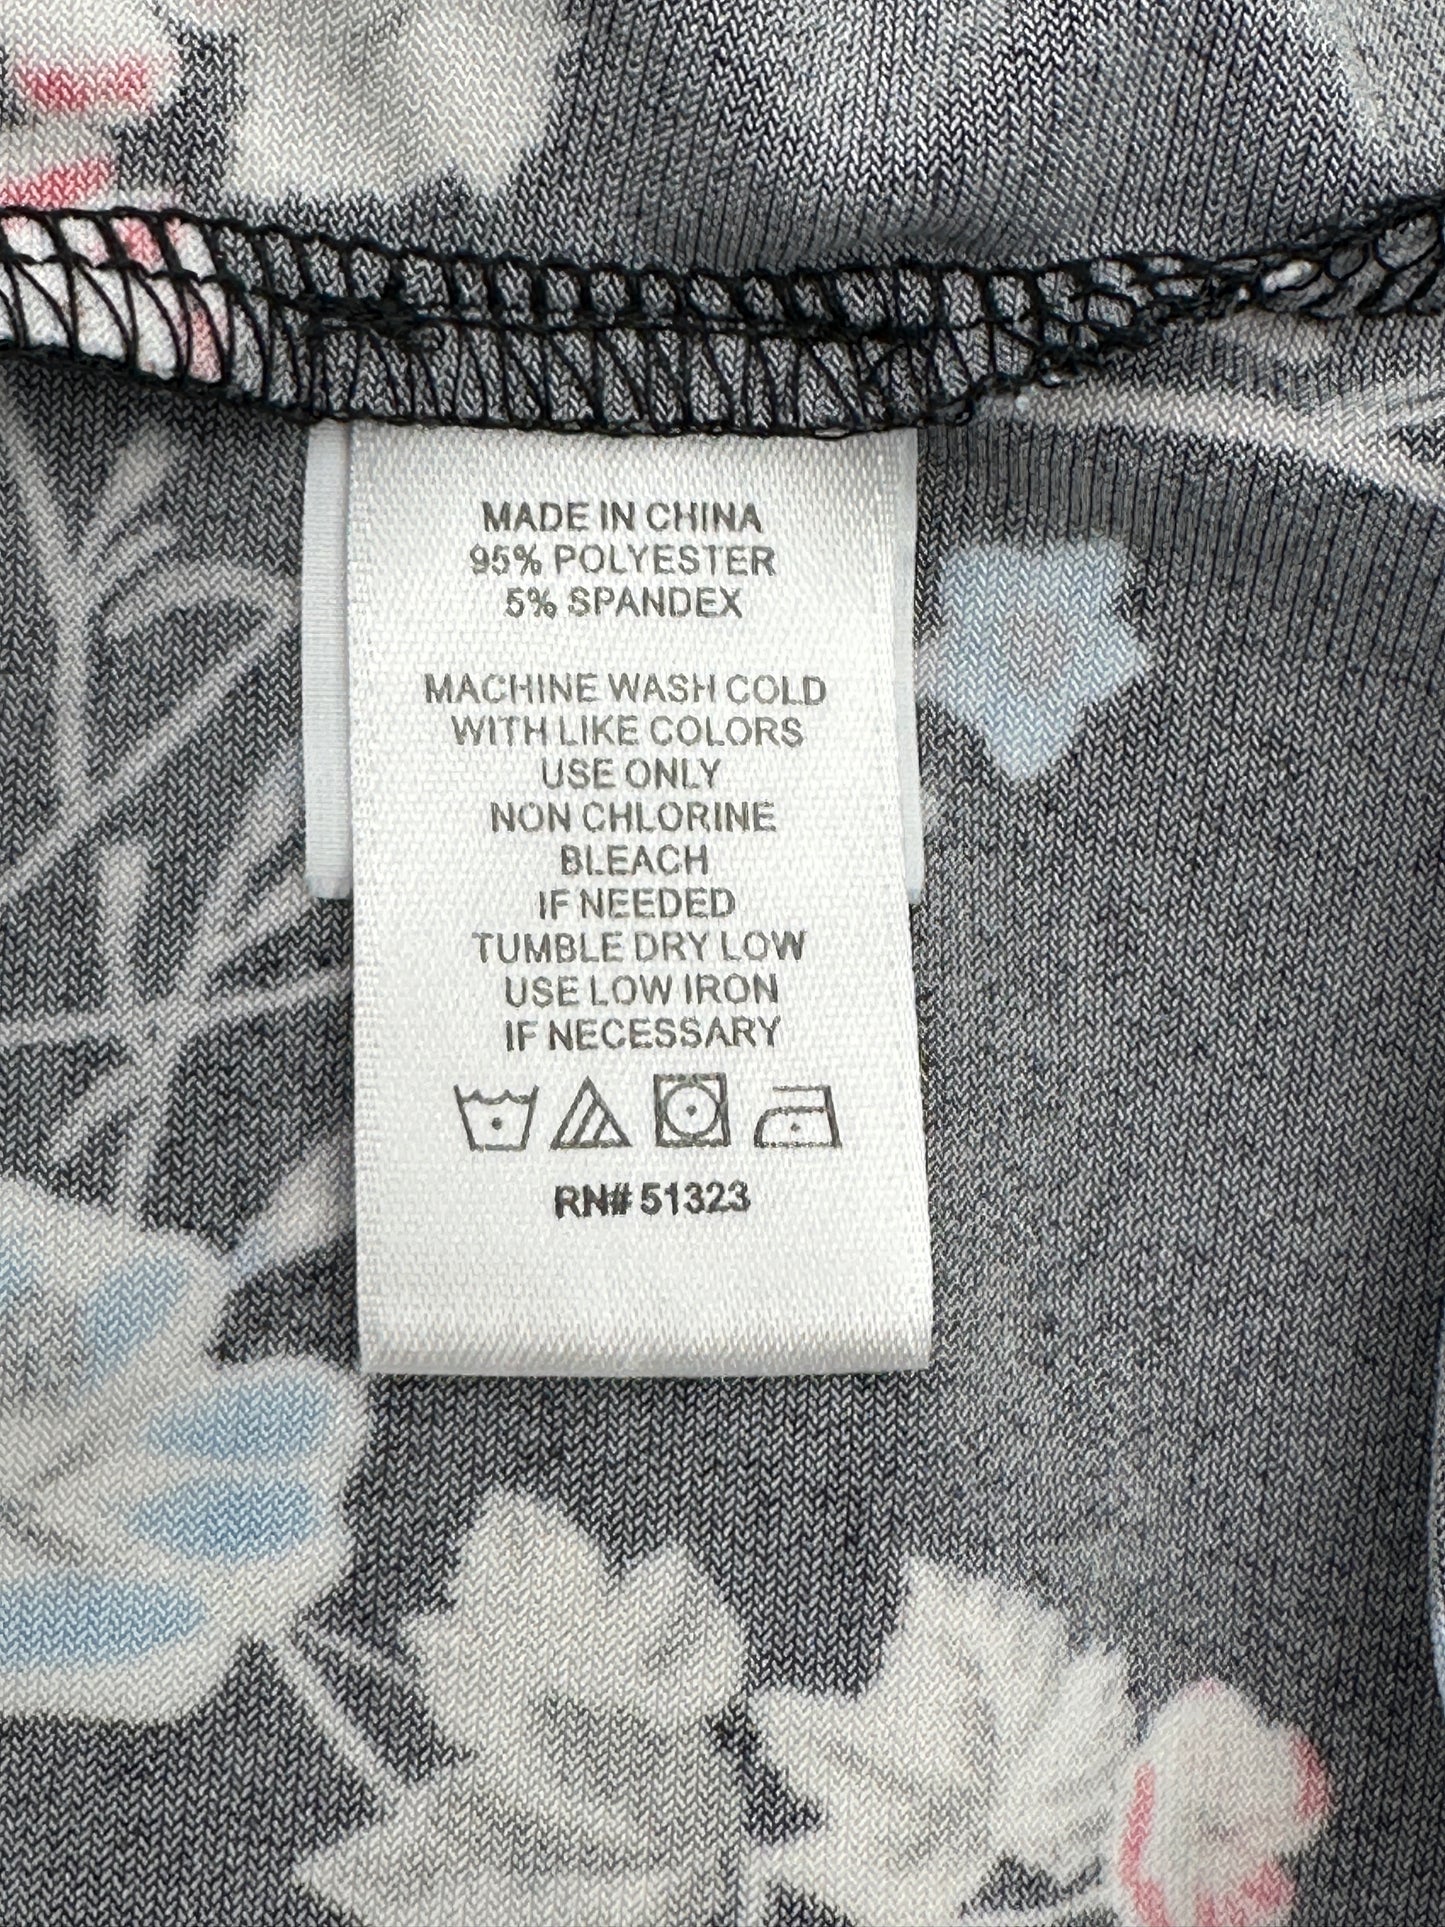 MADE IN CHINA
95% POLYESTER
5% SPANDEX
MACHINE WASH COLD
WITH LIKE COLORS
USE ONLY
NON CHLORINE
BLEACH
IF NEEDED
TUMBLE DRY LOW
USE LOW IRON
IF NECESSARY
RN# 51323